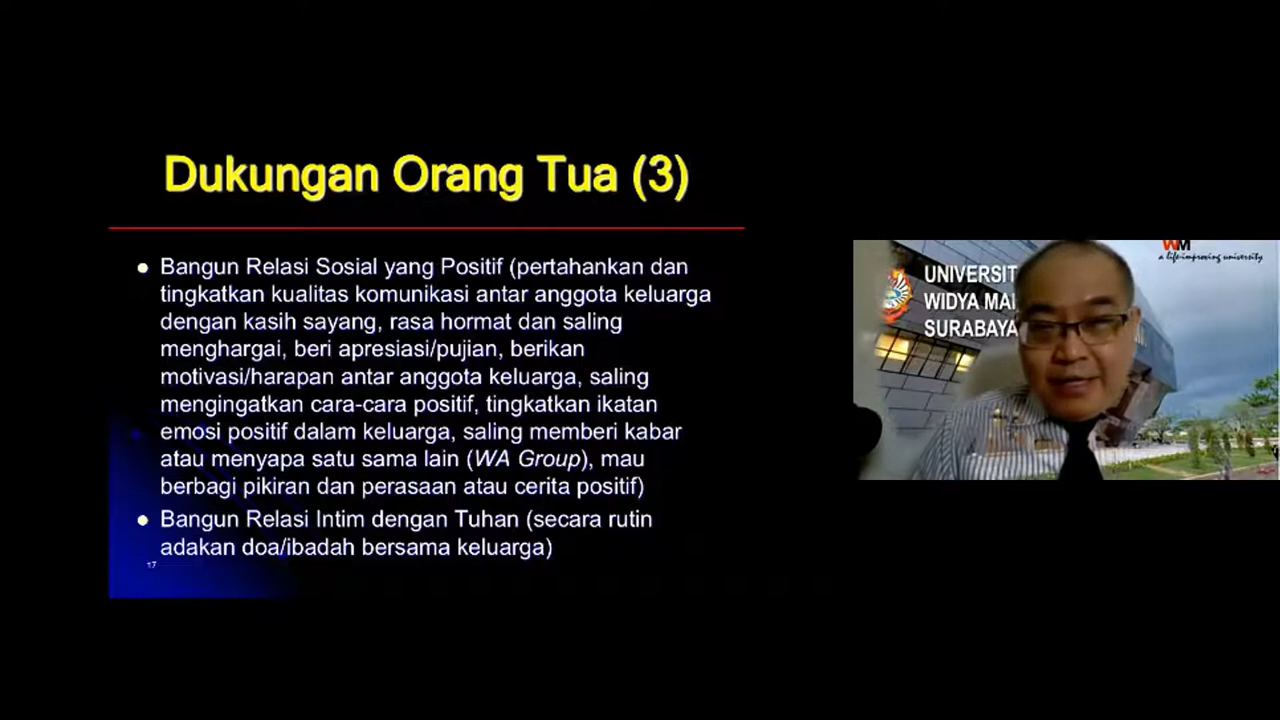 Dukungan Orang Tua (3)
Bangun Relasi Sosial yang Positif (pertahankan dan
tingkatkan kualitas komunikasi antar anggota keluarga
dengan kasih sayang, rasa hormat dan saling
menghargai, beri apresiasi/pujian, berikan
motivasi/harapan antar anggota keluarga, saling
mengingatkan cara-cara positif, tingkatkan ikatan
emosi positif dalam keluarga, saling memberi kabar
atau menyapa satu sama lain (WA Group), mau
berbagi pikiran dan perasaan atau cerita positif)
Bangun Relasi Intim dengan Tuhan (secara rutin
adakan doa/ibadah bersama keluarga)
17
UNIVERSIT
WIDYA MA
SURABAYA
WM
a life-improving university